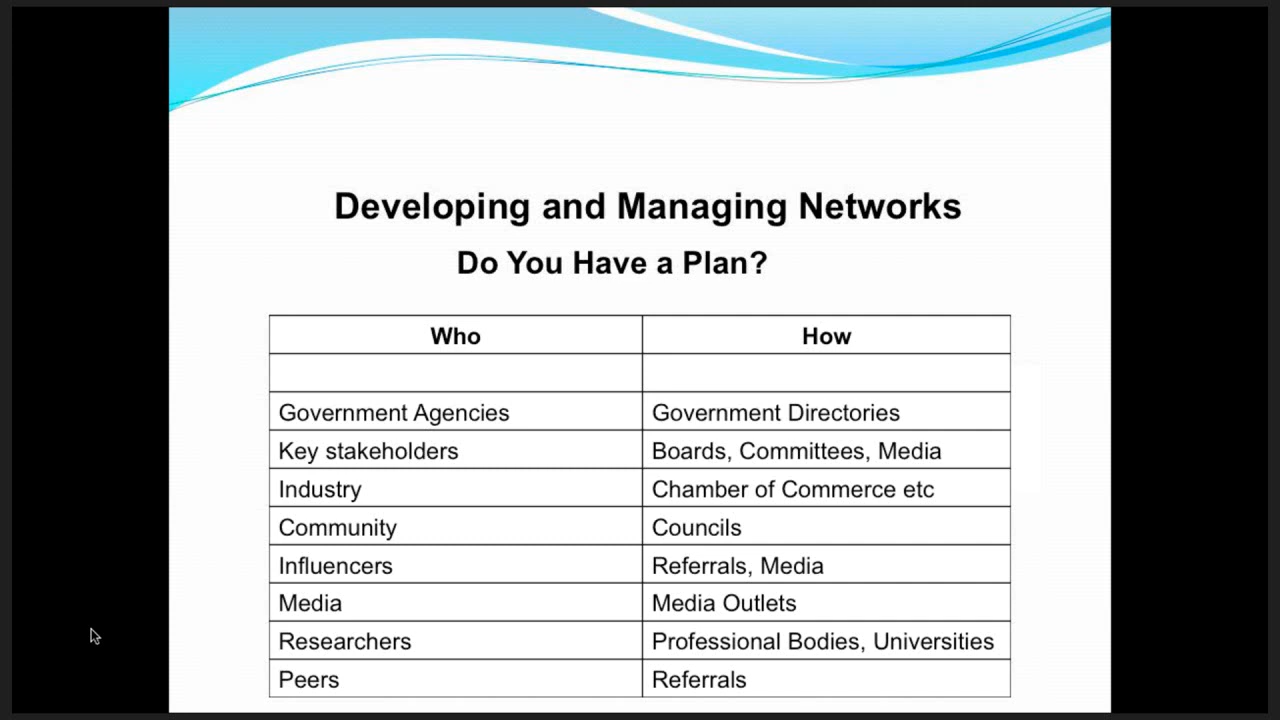 Developing and Managing Networks
Do You Have a Plan?
Who How
Government Agencies Government Directories
Key stakeholders Boards, Committees, Media
Industry Chamber of Commerce etc
Community Councils
Influencers Referrals, Media
Media Media Outlets
Researchers Professional Bodies, Universities
Peers Referrals